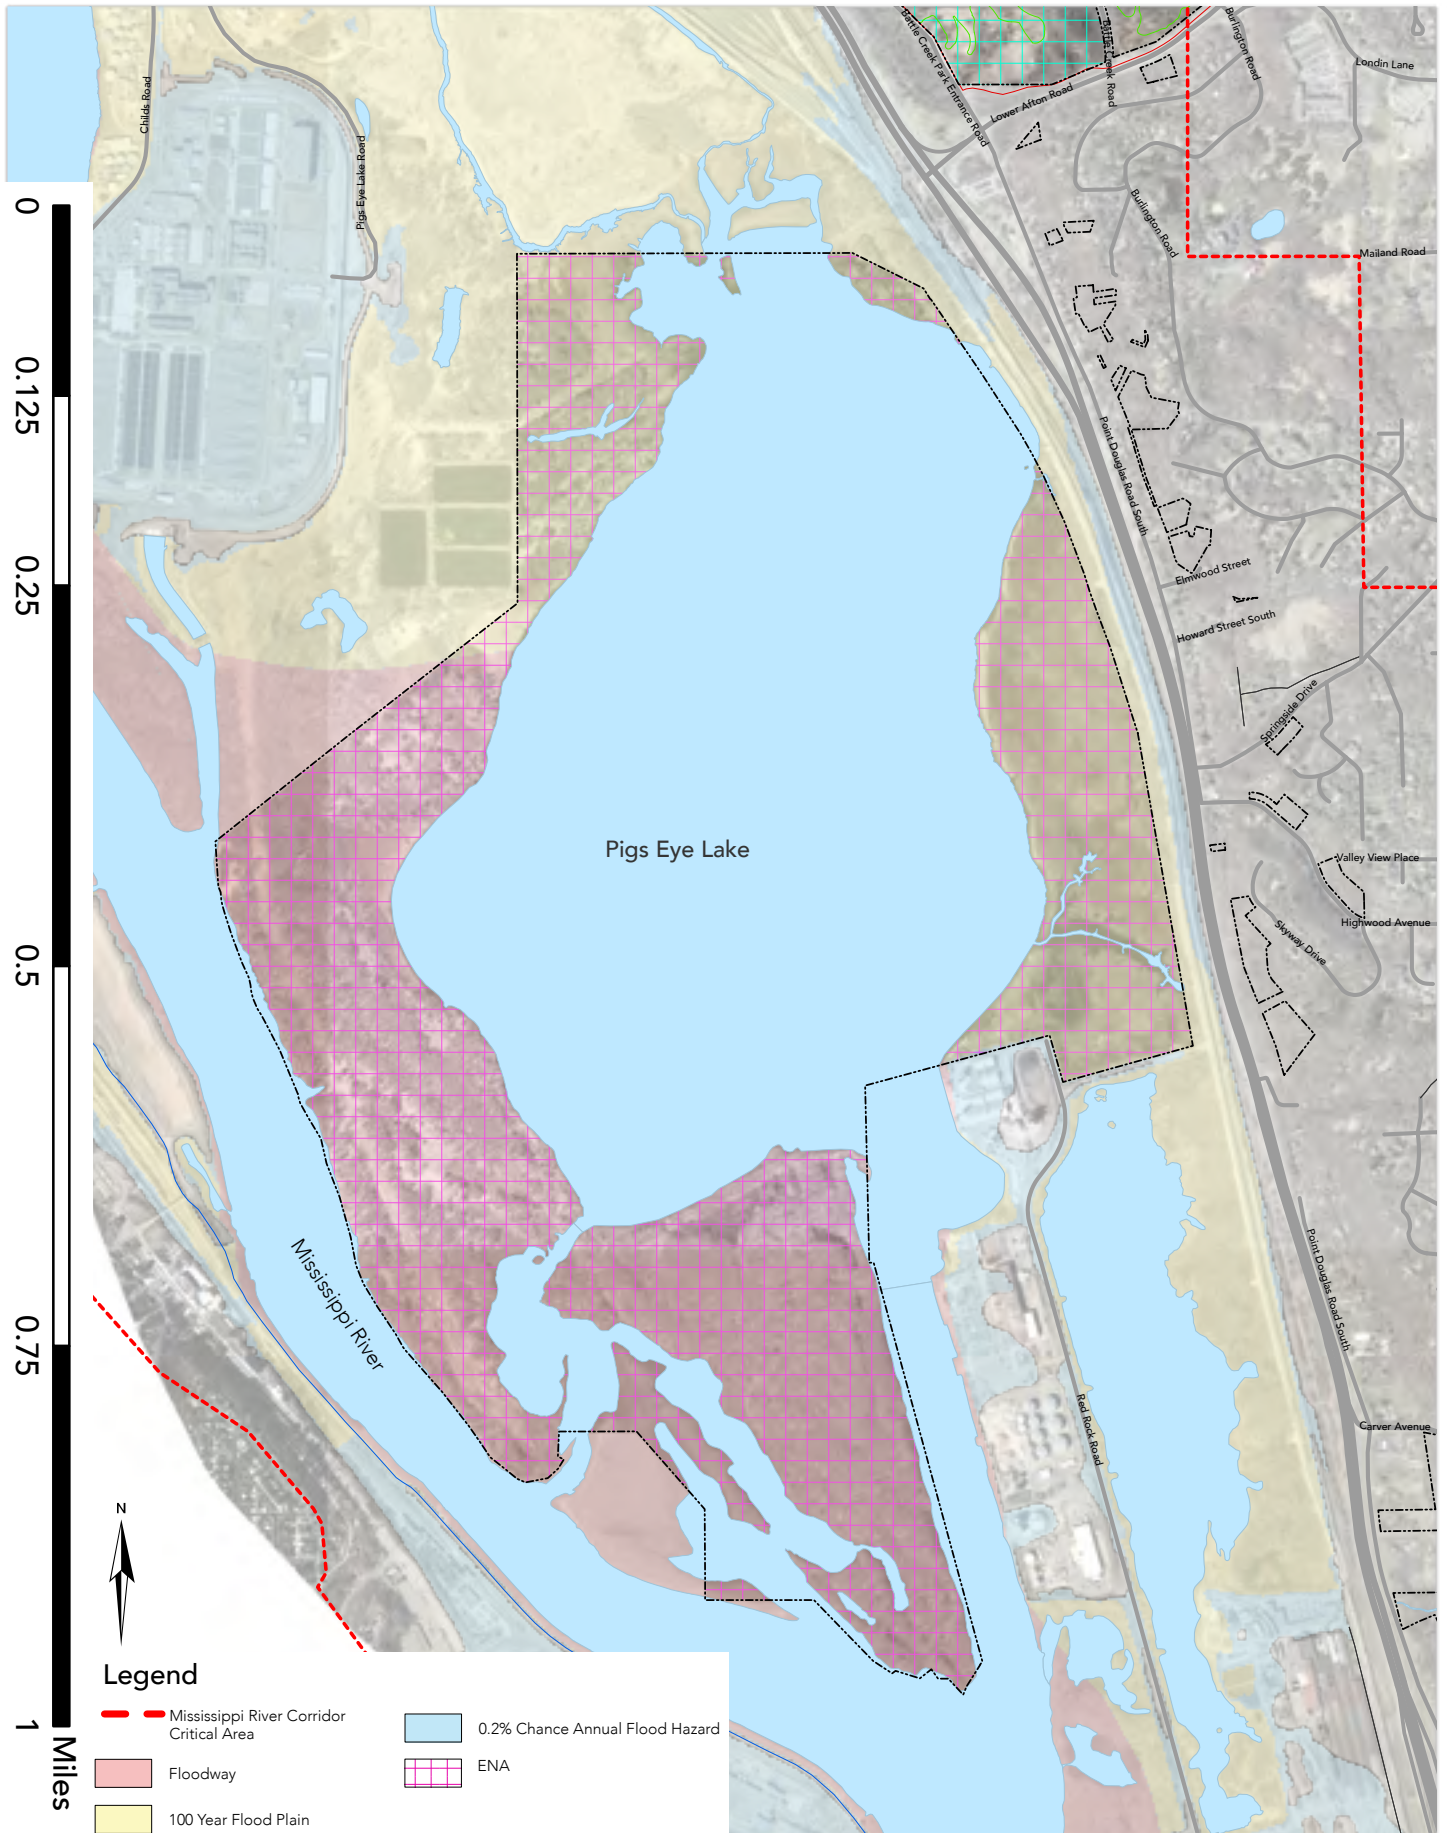 Childs Road
Pigs Eye Lake Road
Battle Creek Park Entrance Road
Battle Creek Road
Lower Afton Road
Burlington Road
Londin Lane
Burlington Road
Mailand Road
Point Douglas Road South
Elmwood Street
Howard Street South
Springside Drive
Valley View Place
Highwood Avenue
Skyway Drive
Pigs Eye Lake
Mississippi River
Point Douglas Road South
Red Rock Road
Carver Avenue
0
0.125
0.25
0.5
0.75
1
Miles
N
Legend
Mississippi River Corridor
Critical Area
Floodway
100 Year Flood Plain
0.2% Chance Annual Flood Hazard
ENA